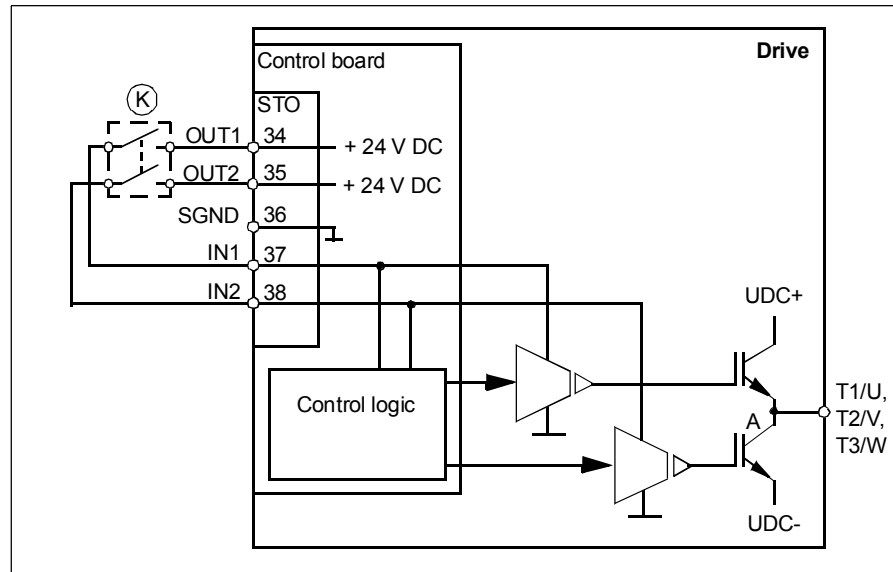 Drive
Control board
K
STO
OUT1
34
+ 24 V DC
OUT2
35
+ 24 V DC
SGND
36
IN1
37
IN2
38
UDC+
Control logic
A
T1/U,
T2/V,
T3/W
UDC-